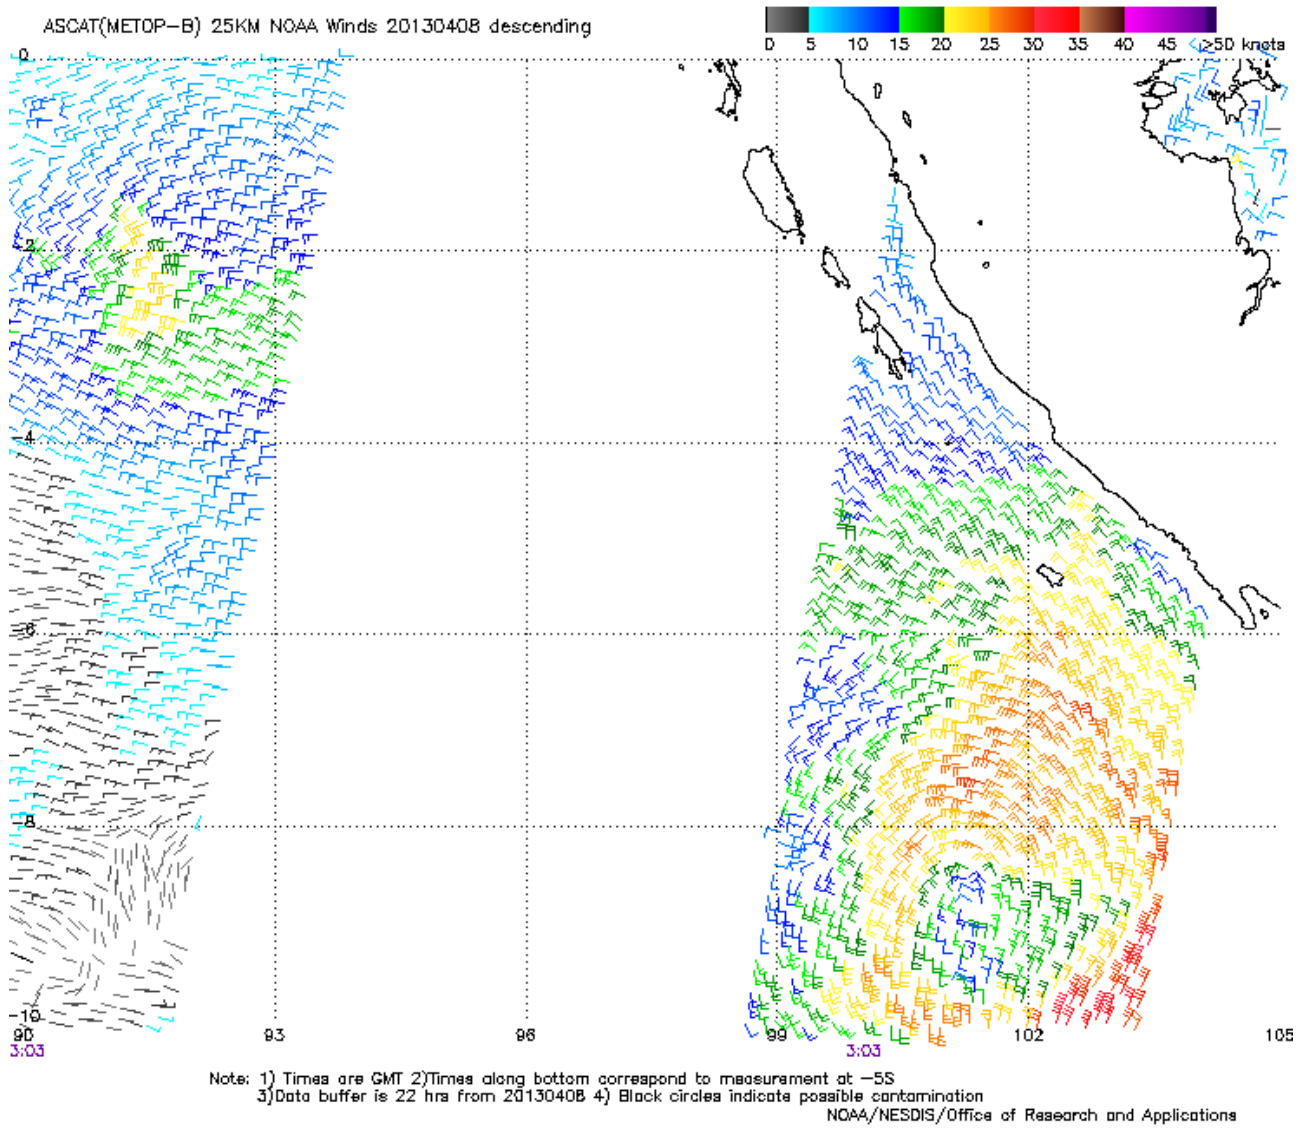 ASCAT(METOP-B) 25KM NOAA Winds 20130408 descending
0 5 10 15 20 25 30 35 40 45 >50 knots
0
-2
-4
-6
-8
-10
90 93 96 99 102 105
3:03 3:03
Note: 1) Times are GMT 2)Times along bottom correspond to measurement at -5S
3)Data buffer is 22 hrs from 20130408 4) Black circles indicate possible contamination
NOAA/NESDIS/Office of Research and Applications